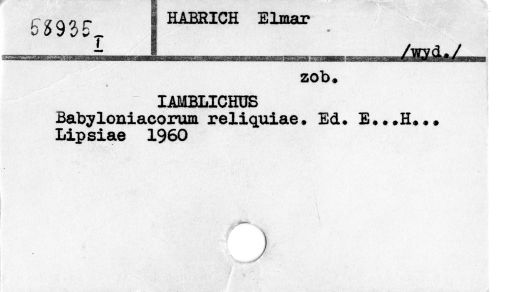 58935
I
HABRICH Elmar
/wyd./
zob.
IAMBLICHUS
Babyloniacorum reliquiae. Ed. E...H...
Lipsiae 1960